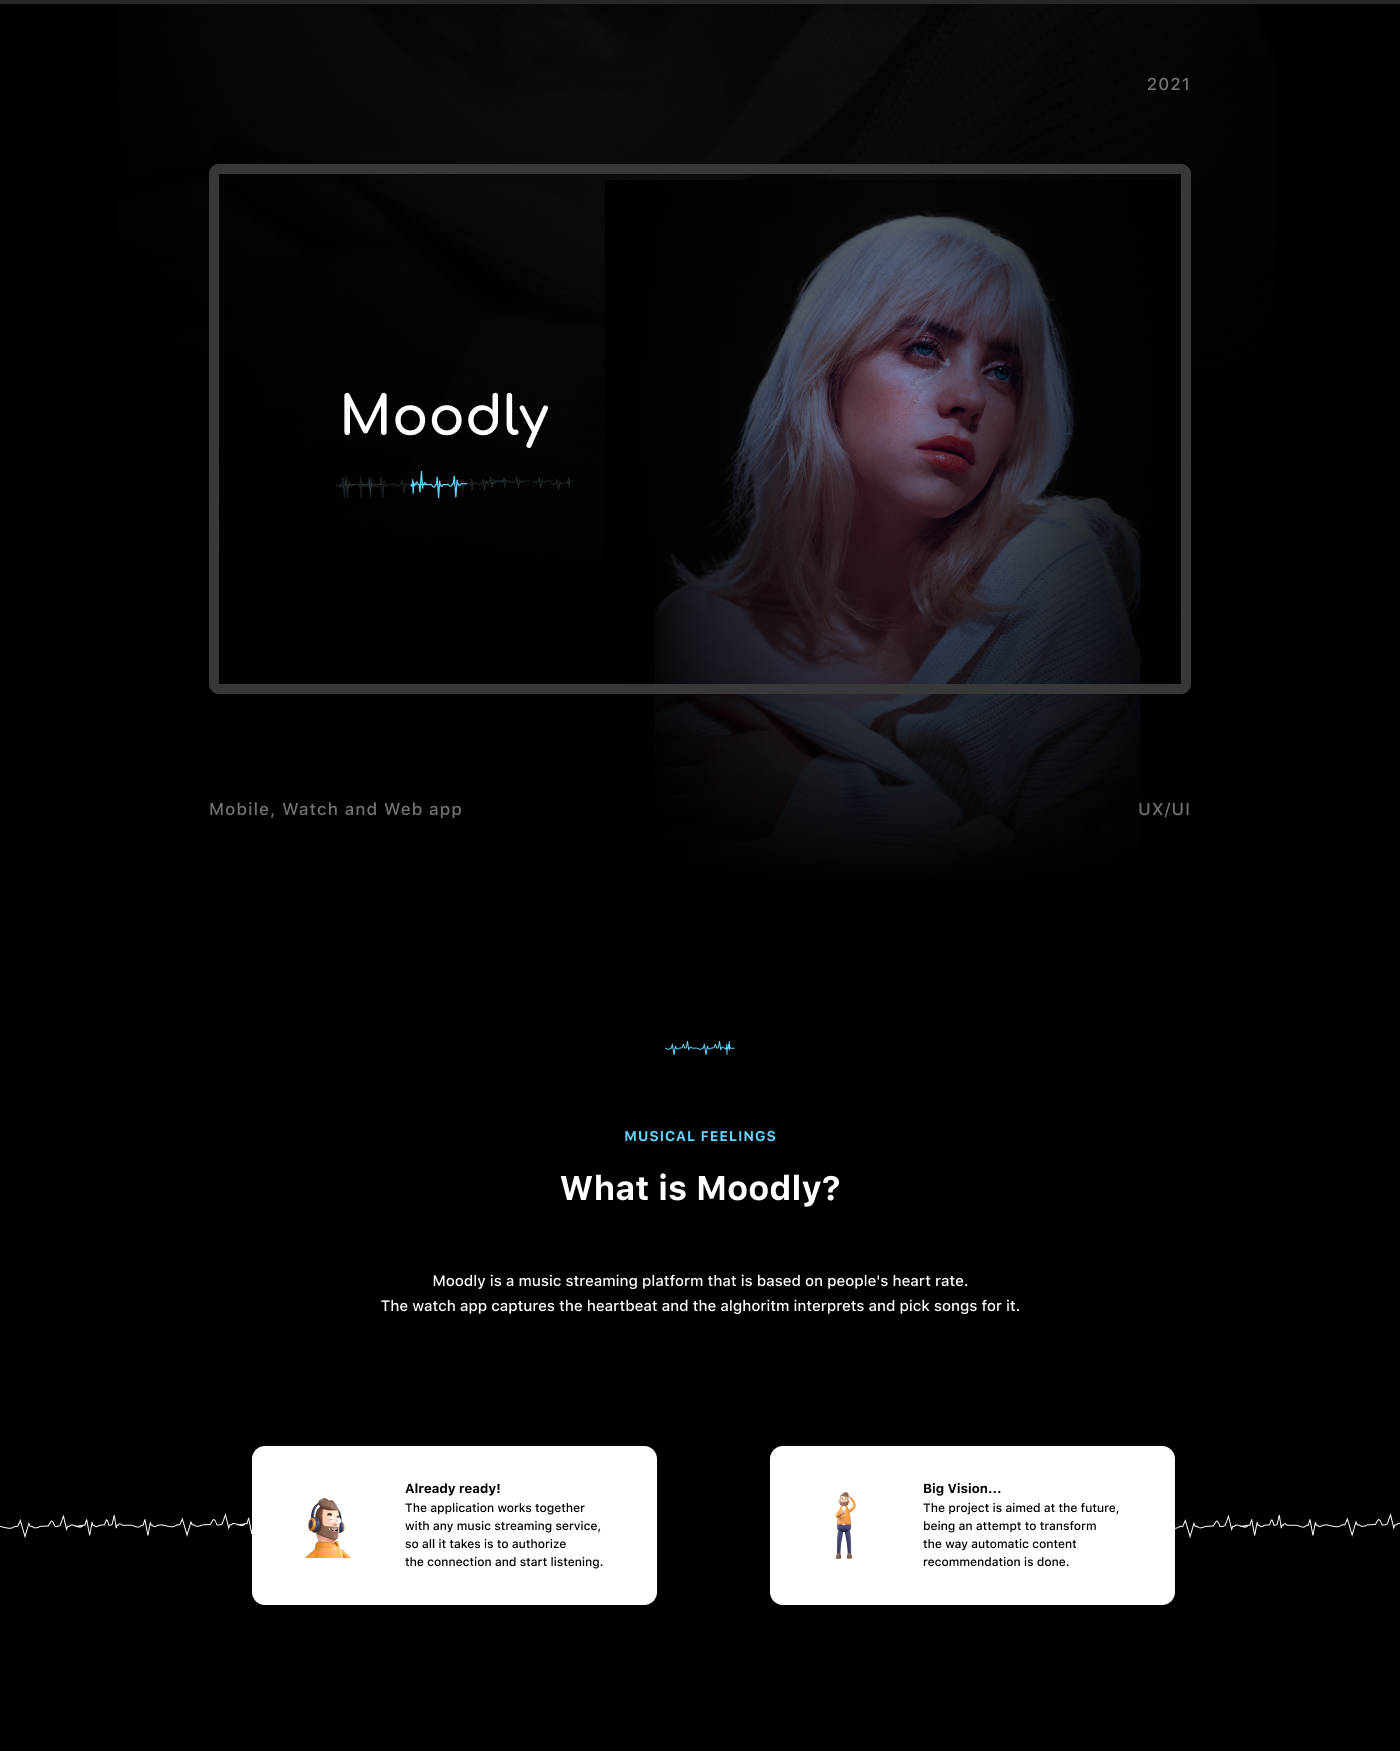 2021
Moodly
Mobile, Watch and Web app
UX/UI
MUSICAL FEELINGS
What is Moodly?
Moodly is a music streaming platform that is based on people's heart rate.
The watch app captures the heartbeat and the alghoritm interprets and pick songs for it.
Already ready!
The application works together
with any music streaming service,
so all it takes is to authorize
the connection and start listening.
Big Vision...
The project is aimed at the future,
being an attempt to transform
the way automatic content
recommendation is done.